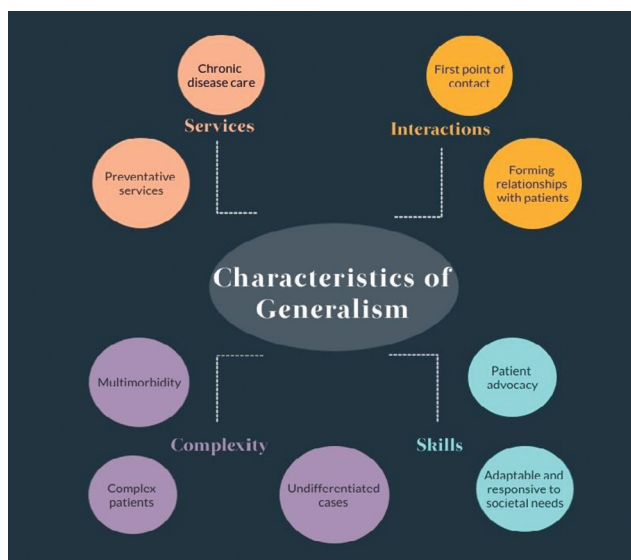 Chronic
disease care
Services
Preventative
services
First point of
contact
Interactions
Forming
relationships
with patients
Characteristics of
Generalism
Multimorbidity
Complexity
Complex
patients
Undifferentiated
cases
Patient
advocacy
Skills
Adaptable and
responsive to
societal needs